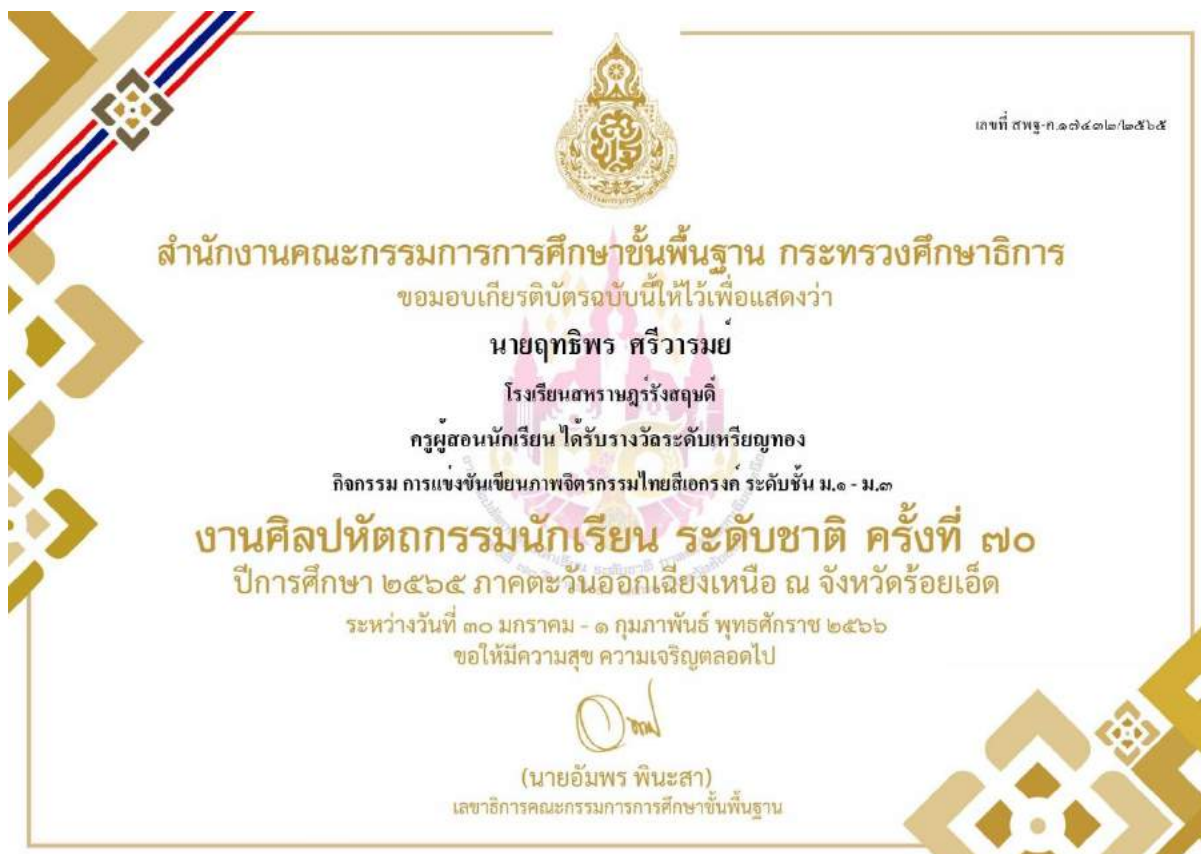 เลขที่ สพฐ-ค.๑๗๔๓๒/๒๕๖๕
สำนักงานคณะกรรมการการศึกษาขั้นพื้นฐาน กระทรวงศึกษาธิการ
ขอมอบเกียรติบัตรฉบับนี้ให้ไว้เพื่อแสดงว่า
นายฤทธิพร ศรีวารมย์
โรงเรียนสหราษฎร์รังสฤษดิ์
ครูผู้สอนนักเรียน ได้รับรางวัลระดับเหรียญทอง
กิจกรรม การแข่งขันเขียนภาพจิตรกรรมไทยสีเอกรงค์ ระดับชั้น ม.๑ - ม.๓
งานศิลปหัตถกรรมนักเรียน ระดับชาติ ครั้งที่ ๗๐
ปีการศึกษา ๒๕๖๕ ภาคตะวันออกเฉียงเหนือ ณ จังหวัดร้อยเอ็ด
ระหว่างวันที่ ๓๐ มกราคม - ๑ กุมภาพันธ์ พุทธศักราช ๒๕๖๖
ขอให้มีความสุข ความเจริญตลอดไป
(นายอัมพร พินะสา)
เลขาธิการคณะกรรมการการศึกษาขั้นพื้นฐาน